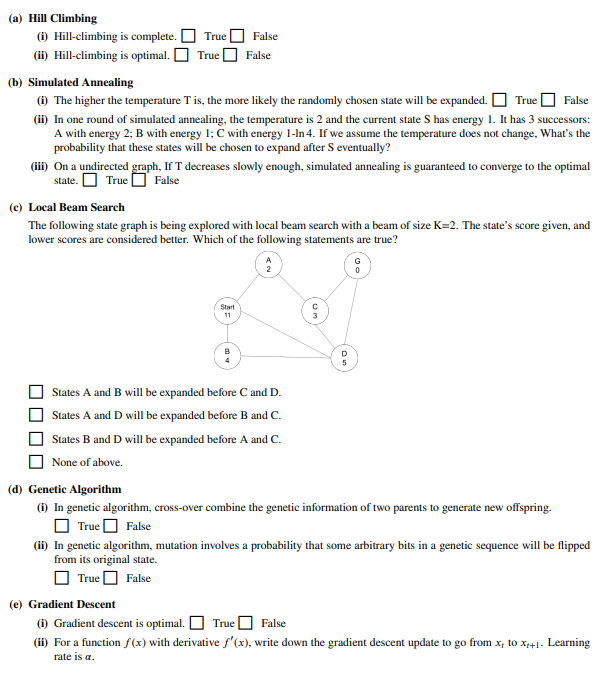 (a) Hill Climbing
(i) Hill-climbing is complete. ☐ True ☐ False
(ii) Hill-climbing is optimal. ☐ True ☐ False
(b) Simulated Annealing
(i) The higher the temperature T is, the more likely the randomly chosen state will be expanded. ☐ True ☐ False
(ii) In one round of simulated annealing, the temperature is 2 and the current state S has energy 1. It has 3 successors:
A with energy 2; B with energy 1; C with energy 1-ln 4. If we assume the temperature does not change, What's the
probability that these states will be chosen to expand after S eventually?
(iii) On a undirected graph, If T decreases slowly enough, simulated annealing is guaranteed to converge to the optimal
state. ☐ True ☐ False
(c) Local Beam Search
The following state graph is being explored with local beam search with a beam of size K=2. The state's score given, and
lower scores are considered better. Which of the following statements are true?
A
2
G
0
Start
11
C
3
B
4
D
5
☐ States A and B will be expanded before C and D.
☐ States A and D will be expanded before B and C.
☐ States B and D will be expanded before A and C.
☐ None of above.
(d) Genetic Algorithm
(i) In genetic algorithm, cross-over combine the genetic information of two parents to generate new offspring.
☐ True ☐ False
(ii) In genetic algorithm, mutation involves a probability that some arbitrary bits in a genetic sequence will be flipped
from its original state.
☐ True ☐ False
(e) Gradient Descent
(i) Gradient descent is optimal. ☐ True ☐ False
(ii) For a function f(x) with derivative f′(x), write down the gradient descent update to go from xₜ to xₜ₊₁. Learning
rate is α.